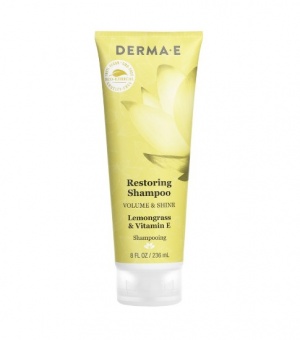 DERMA·E
Restoring
Shampoo
VOLUME & SHINE
Lemongrass
& Vitamin E
Shampooing
8 FL OZ / 236 mL